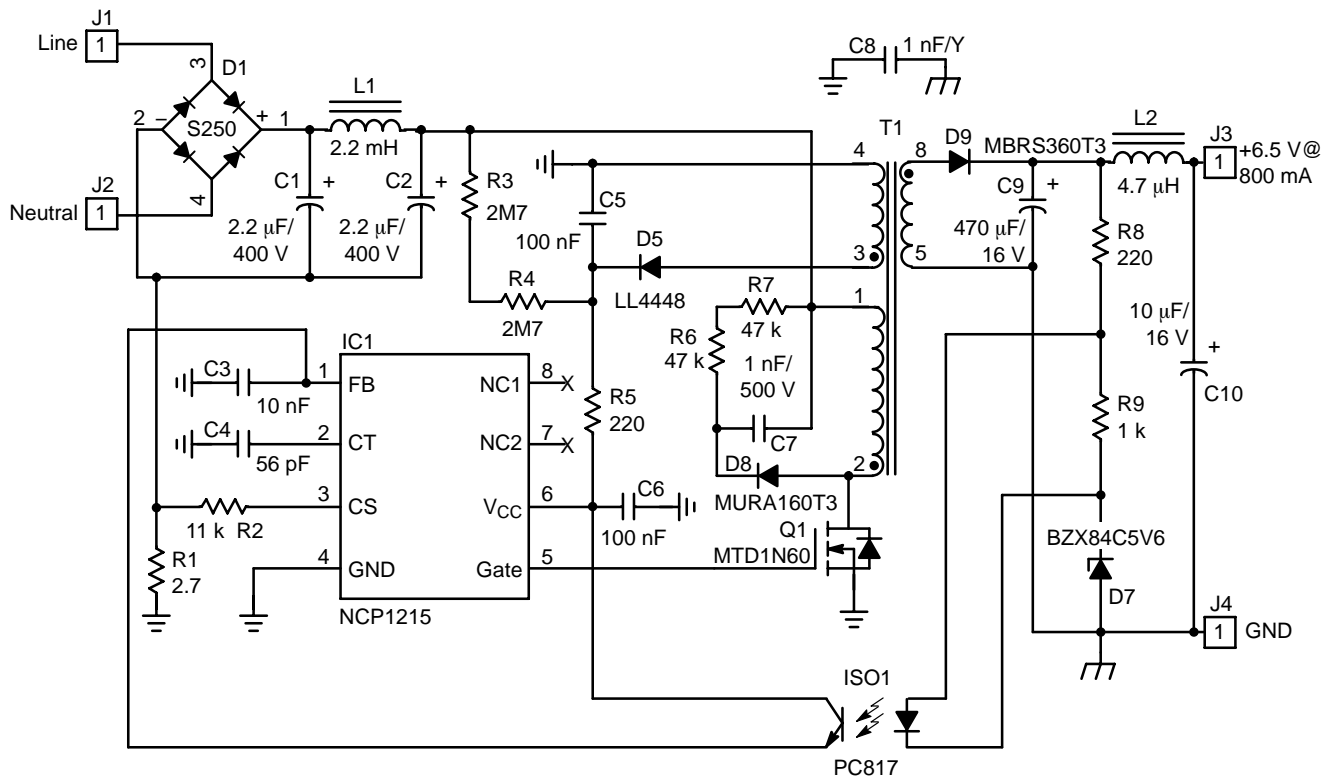 J1
Line 1
3
D1
2 – S250 + 1
4
J2
Neutral 1
L1
2.2 mH
C1 +
2.2 μF/
400 V
C2 +
2.2 μF/
400 V
R3
2M7
R4
2M7
C5
100 nF
D5
LL4448
C8 1 nF/Y
T1
4
3
1
2
8
5
D9
MBRS360T3
L2
4.7 μH
J3
1 +6.5 V@
800 mA
C9 +
470 μF/
16 V
R8
220
10 μF/
16 V
+
C10
R9
1 k
BZX84C5V6
D7
J4
1 GND
R7
47 k
R6
47 k
1 nF/
500 V
C7
D8
MURA160T3
Q1
MTD1N60
R5
220
C6
100 nF
IC1
C3
10 nF
1 FB
NC1 8 X
C4
56 pF
2 CT
NC2 7 X
11 k R2
3 CS
VCC 6
4 GND
Gate 5
NCP1215
R1
2.7
ISO1
PC817